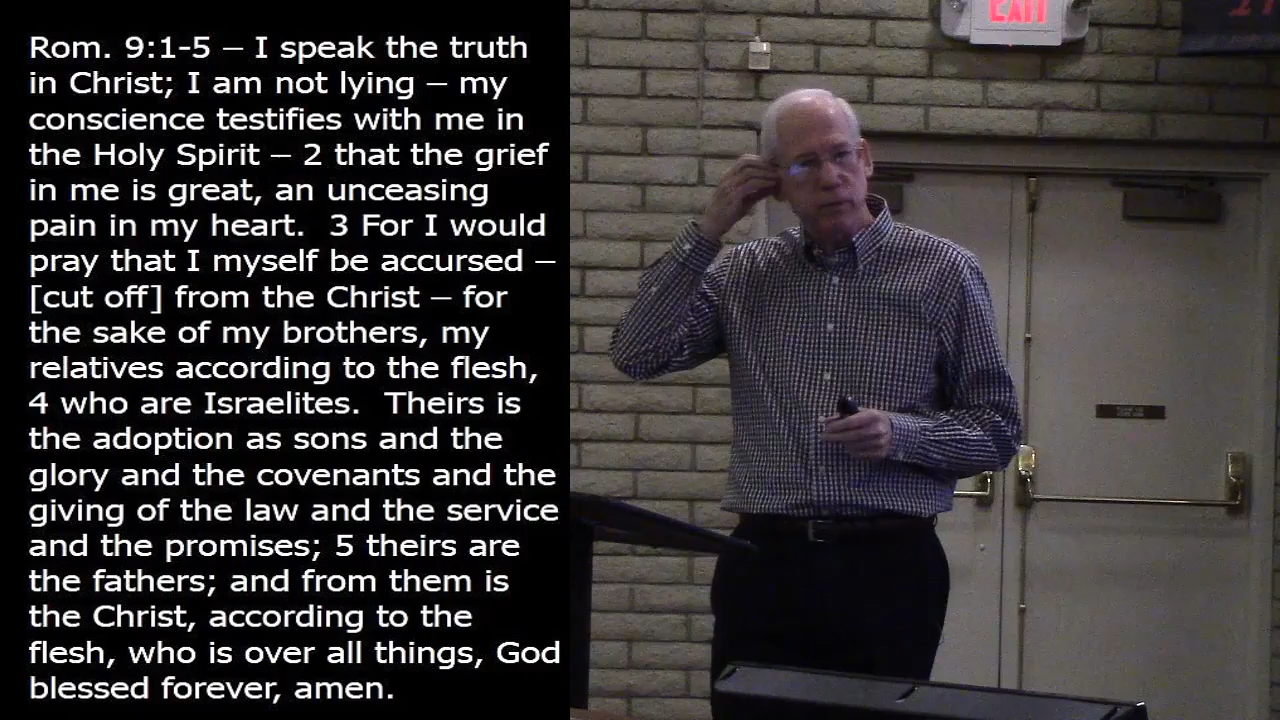 Rom. 9:1-5 – I speak the truth
in Christ; I am not lying – my
conscience testifies with me in
the Holy Spirit – 2 that the grief
in me is great, an unceasing
pain in my heart.  3 For I would
pray that I myself be accursed –
[cut off] from the Christ – for
the sake of my brothers, my
relatives according to the flesh,
4 who are Israelites.  Theirs is
the adoption as sons and the
glory and the covenants and the
giving of the law and the service
and the promises; 5 theirs are
the fathers; and from them is
the Christ, according to the
flesh, who is over all things, God
blessed forever, amen.
EXIT